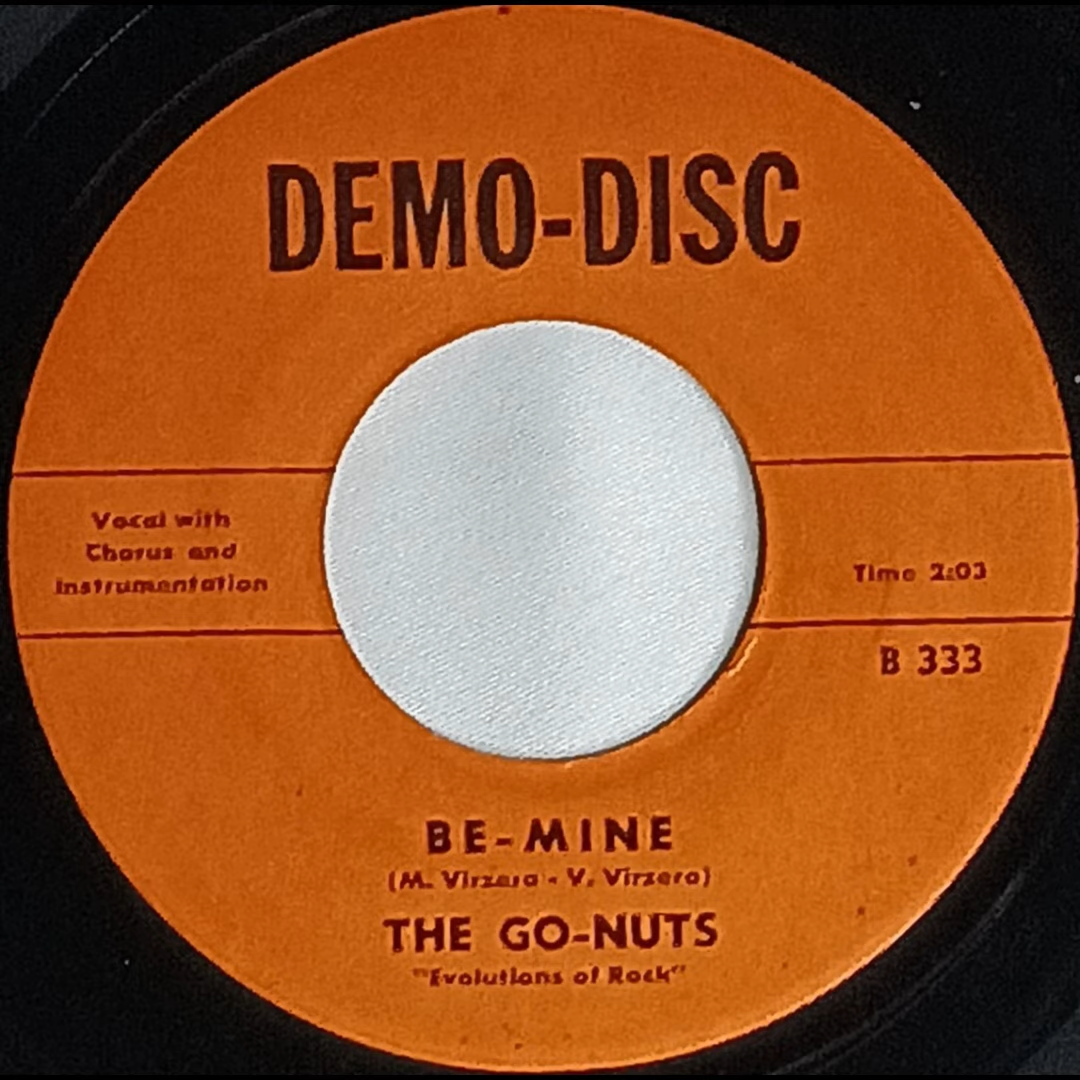 DEMO-DISC
Vocal with
Chorus and
Instrumentation
Time 2:03
B 333
BE-MINE
(M. Virzera - V. Virzera)
THE GO-NUTS
"Evolutions of Rock"